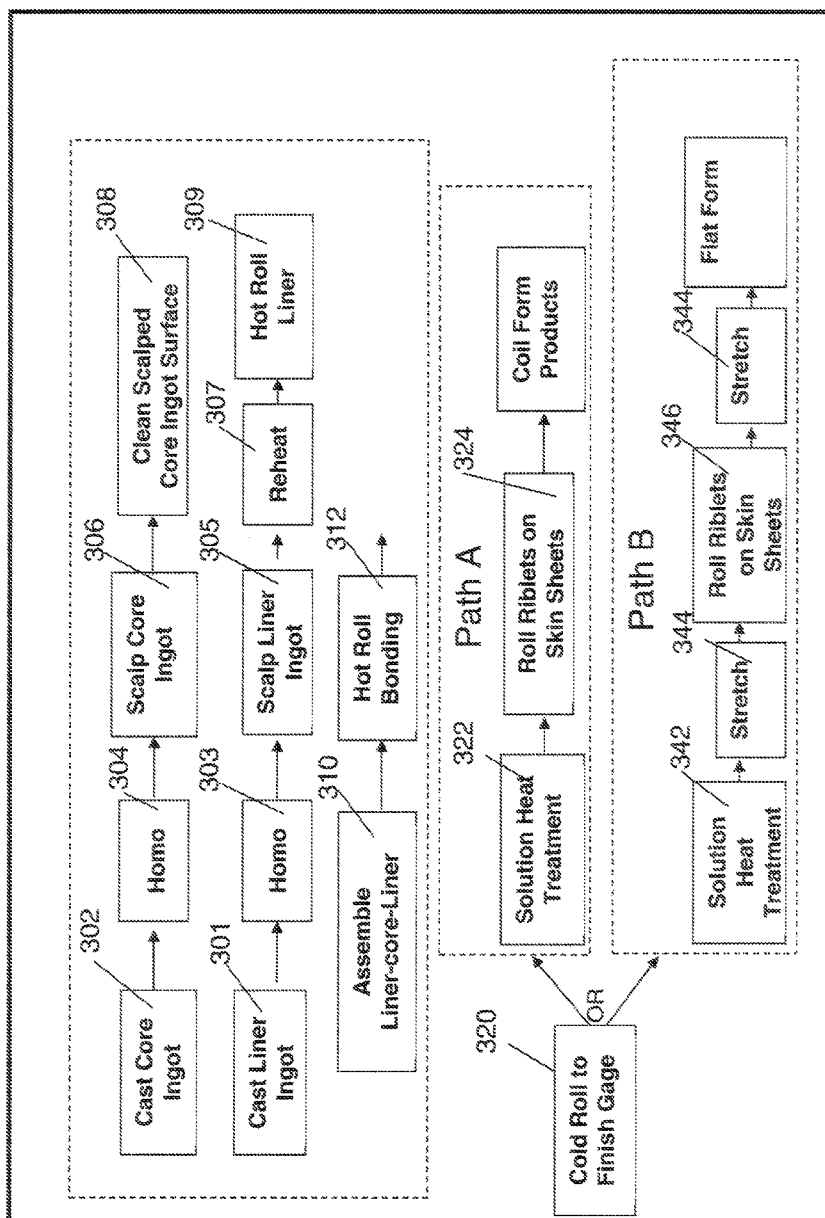 302
Cast Core
Ingot
304
Homo
306
Scalp Core
Ingot
308
Clean Scalped
Core Ingot Surface
301
Cast Liner
Ingot
303
Homo
305
Scalp Liner
Ingot
307
Reheat
309
Hot Roll
Liner
310
Assemble
Liner-core-Liner
312
Hot Roll
Bonding
320
Cold Roll to
Finish Gage
OR
Path A
322
Solution Heat
Treatment
324
Roll Riblets on
Skin Sheets
Coil Form
Products
Path B
342
Solution
Heat
Treatment
344
Stretch
346
Roll Riblets
on Skin
Sheets
344
Stretch
Flat Form